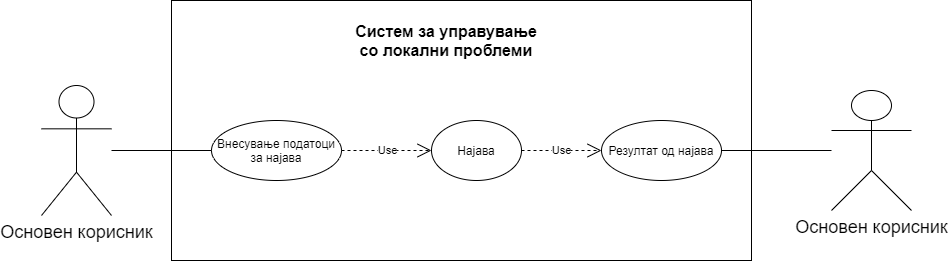 Систем за управување
со локални проблеми
Внесување податоци
за најава
Use
Најава
Use
Резултат од најава
Основен корисник
Основен корисник